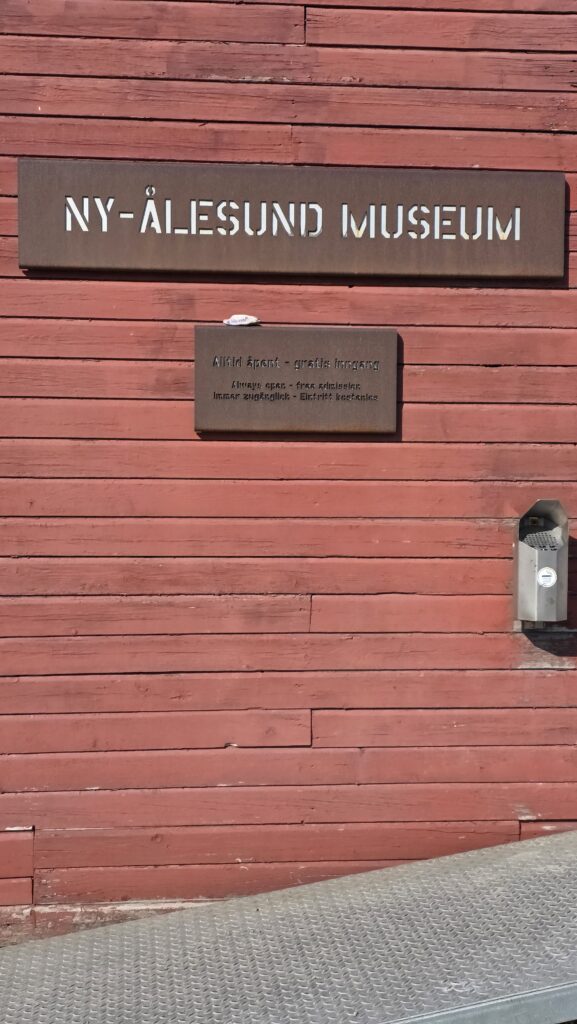 NY-ÅLESUND MUSEUM
Alltid åpent - gratis inngang
Always open - free admission
Immer zugänglich - Eintritt kostenlos